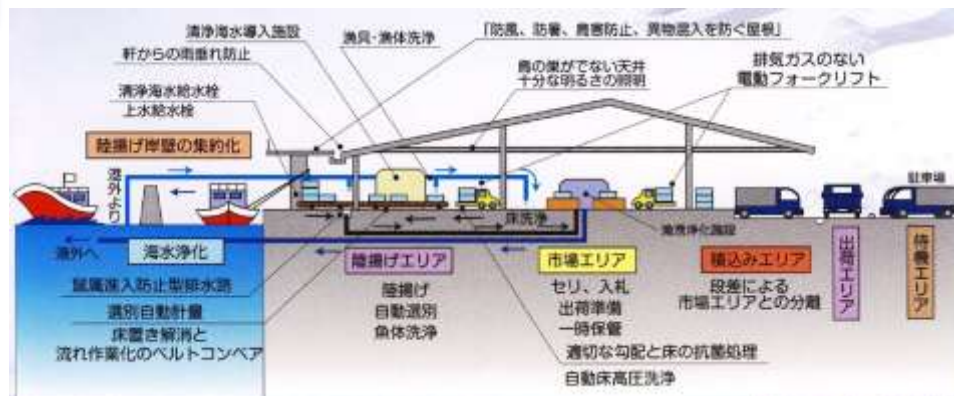 清浄海水導入施設
漁具・漁体洗浄
「防風、防暑、鳥害防止、異物混入を防ぐ屋根」
軒からの雨垂れ防止
鳥の巣ができない天井
十分な明るさの照明
排気ガスのない
電動フォークリフト
清浄海水給水栓
上水給水栓
陸揚げ岸壁の集約化
港外より
駐車場
床洗浄
港外へ
海水浄化
陸揚げエリア
市場エリア
積込みエリア
出荷エリア
待機エリア
鼠属進入防止型排水路
陸揚げ
自動選別
魚体洗浄
セリ、入札
出荷準備
一時保管
段差による
市場エリアとの分離
選別自動計量
床置き解消と
流れ作業化のベルトコンベア
適切な勾配と床の抗菌処理
自動床高圧洗浄